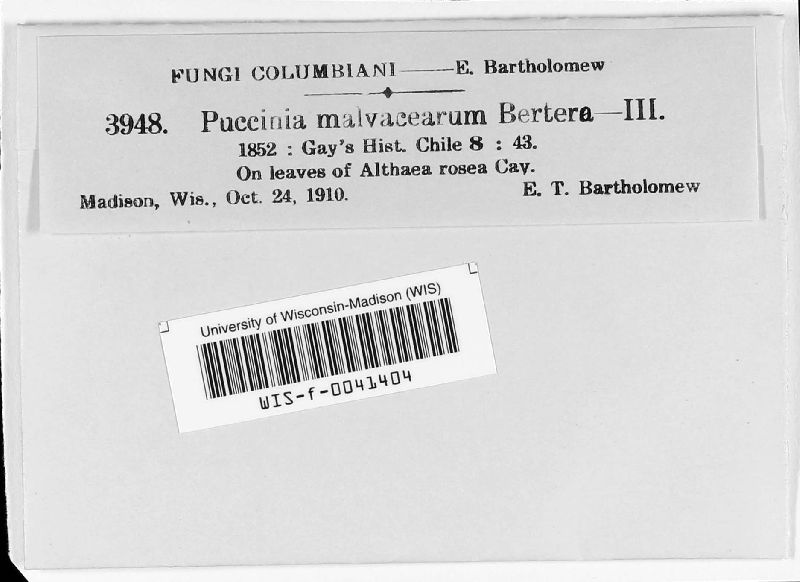 FUNGI COLUMBIANI——E. Bartholomew
3948. Puccinia malvacearum Bertera—III.
1852 : Gay's Hist. Chile 8 : 43.
On leaves of Althaea rosea Cav.
Madison, Wis., Oct. 24, 1910. E. T. Bartholomew
University of Wisconsin-Madison (WIS)
WIS-f-0041404